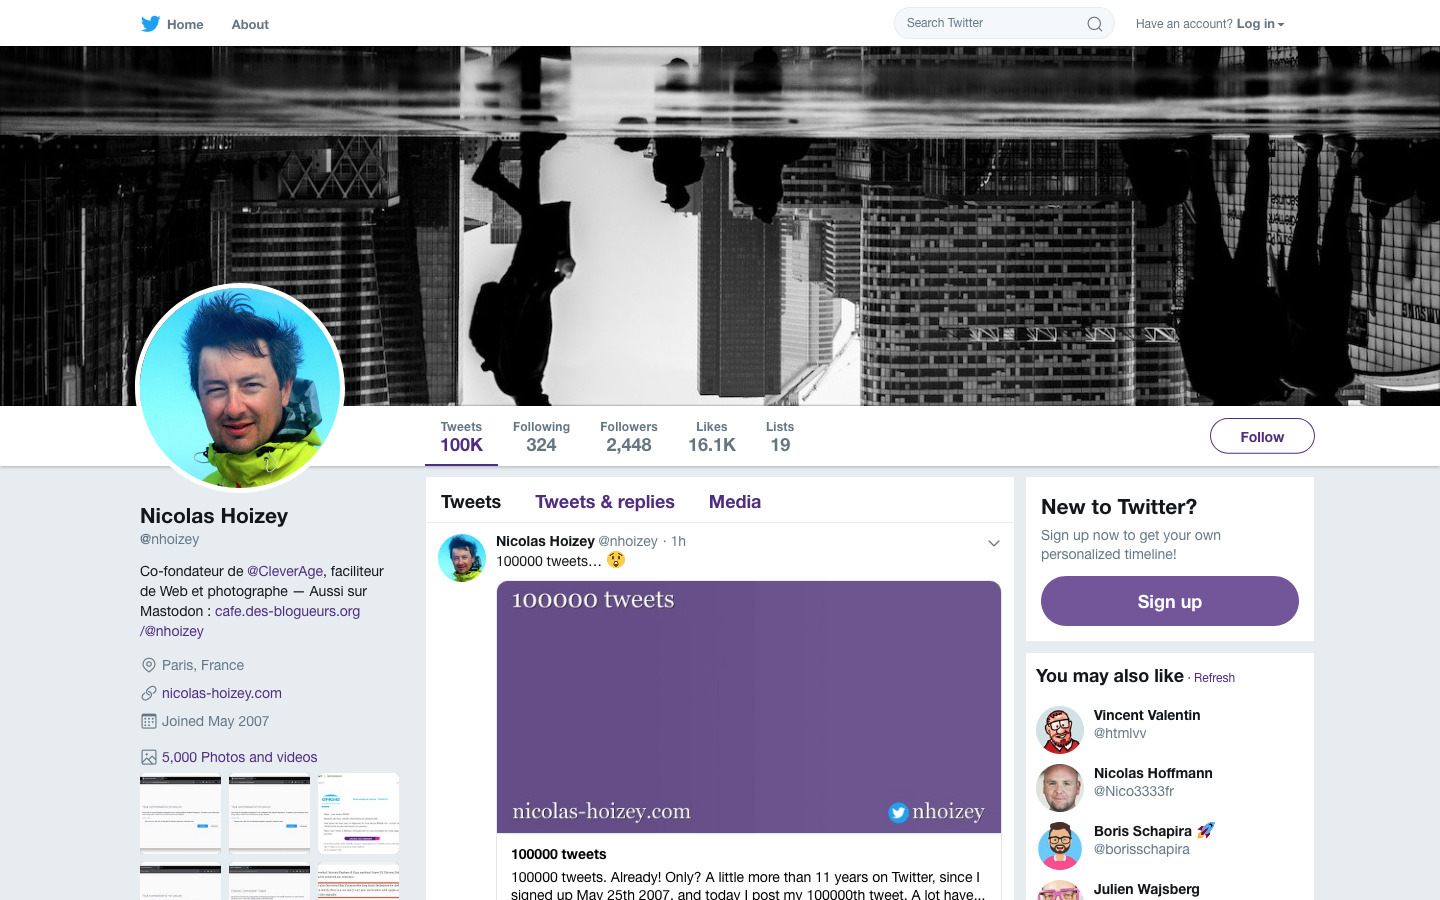 Home About
Search Twitter
Have an account? Log in
Tweets Following Followers Likes Lists
100K 324 2,448 16.1K 19
Follow
Nicolas Hoizey
@nhoizey
Co-fondateur de @CleverAge, faciliteur
de Web et photographe — Aussi sur
Mastodon : cafe.des-blogueurs.org
/@nhoizey
Paris, France
nicolas-hoizey.com
Joined May 2007
5,000 Photos and videos
Tweets Tweets & replies Media
Nicolas Hoizey @nhoizey · 1h
100000 tweets… 😲
100000 tweets
nicolas-hoizey.com nhoizey
100000 tweets
100000 tweets. Already! Only? A little more than 11 years on Twitter, since I
signed up May 25th 2007, and today I post my 100000th tweet. A lot have...
New to Twitter?
Sign up now to get your own
personalized timeline!
Sign up
You may also like · Refresh
Vincent Valentin
@htmlvv
Nicolas Hoffmann
@Nico3333fr
Boris Schapira 🚀
@borisschapira
Julien Wajsberg